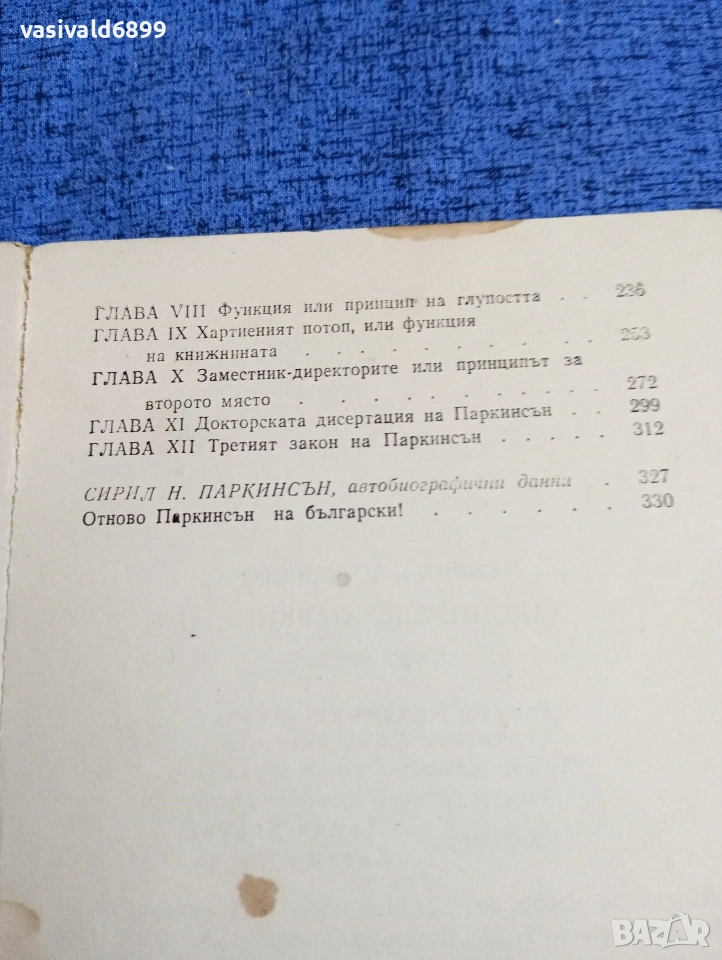 vasivald6899
ГЛАВА VIII Функция или принцип на глупостта . . 236
ГЛАВА IX Хартиеният потоп, или функция
на книжнината . . . . . . . . 253
ГЛАВА X Заместник-директорите или принципът за
второто място . . . . . . . . 272
ГЛАВА XI Докторската дисертация на Паркинсън . . 299
ГЛАВА XII Третият закон на Паркинсън . . . . . 312
СИРИЛ Н. ПАРКИНСЪН, автобиографични данни . 327
Отново Паркинсън на български! . . . . . . 330
BAZAR